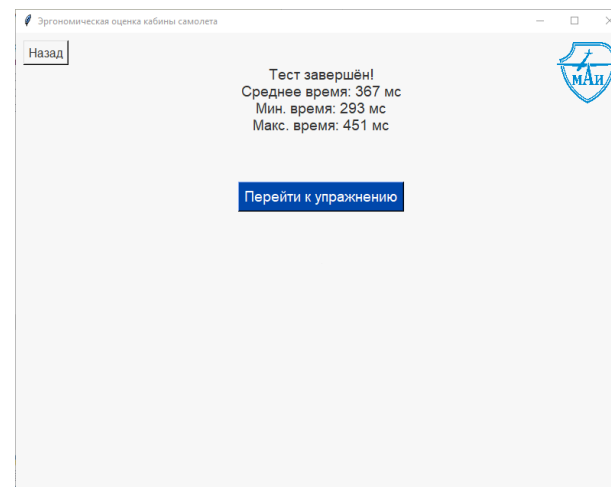 Эргономическая оценка кабины самолета
Назад
МАИ
Тест завершён!
Среднее время: 367 мс
Мин. время: 293 мс
Макс. время: 451 мс
Перейти к упражнению